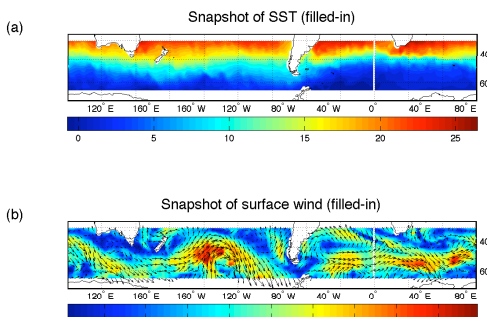 Snapshot of SST (filled-in)
(a)
40
60
120° E 160° E 160° W 120° W 80° W 40° W 0° 40° E 80° E
0 5 10 15 20 25
Snapshot of surface wind (filled-in)
(b)
40
60
120° E 160° E 160° W 120° W 80° W 40° W 0° 40° E 80° E